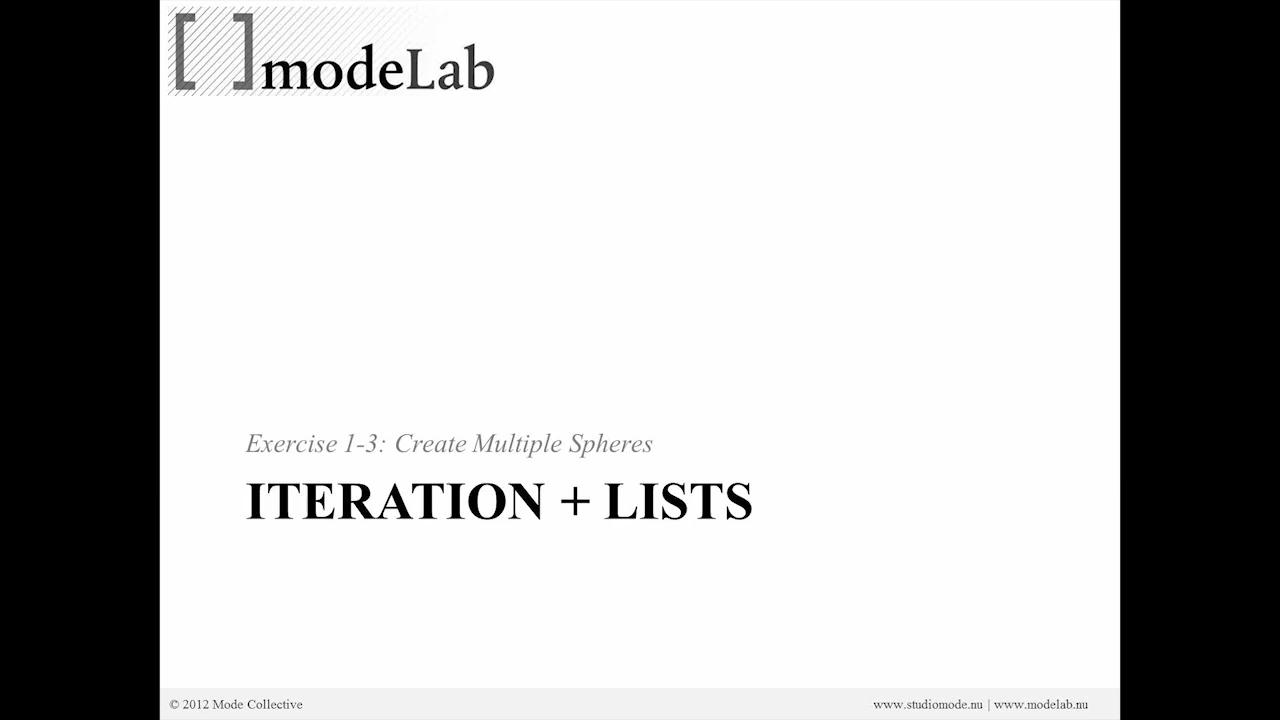 [ ]modeLab
Exercise 1-3: Create Multiple Spheres
ITERATION + LISTS
© 2012 Mode Collective
www.studiomode.nu | www.modelab.nu